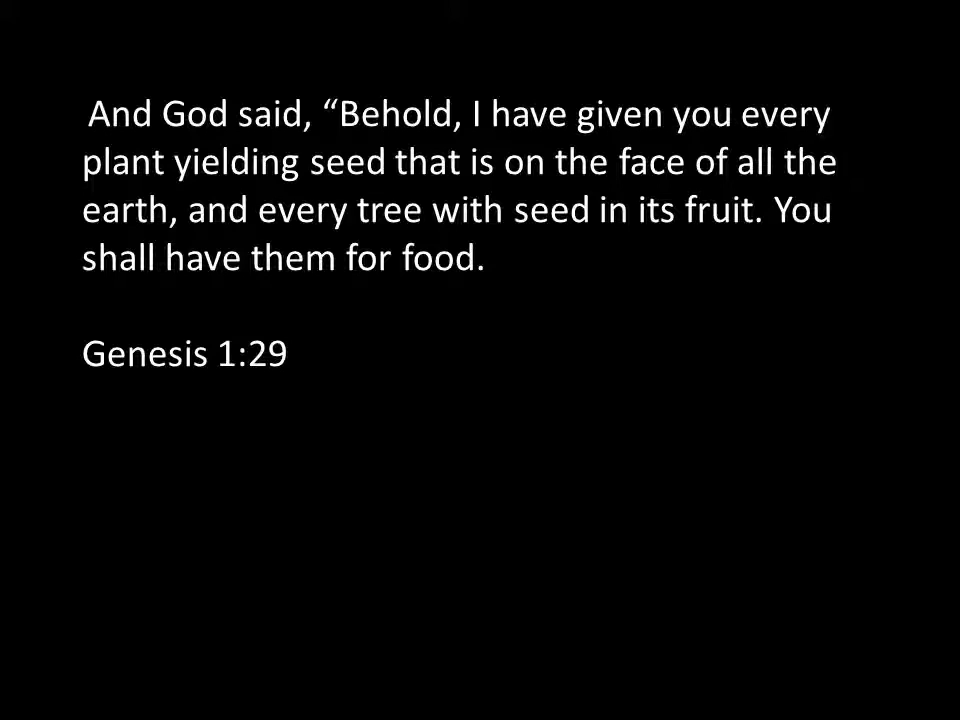 And God said, “Behold, I have given you every
plant yielding seed that is on the face of all the
earth, and every tree with seed in its fruit. You
shall have them for food.
Genesis 1:29